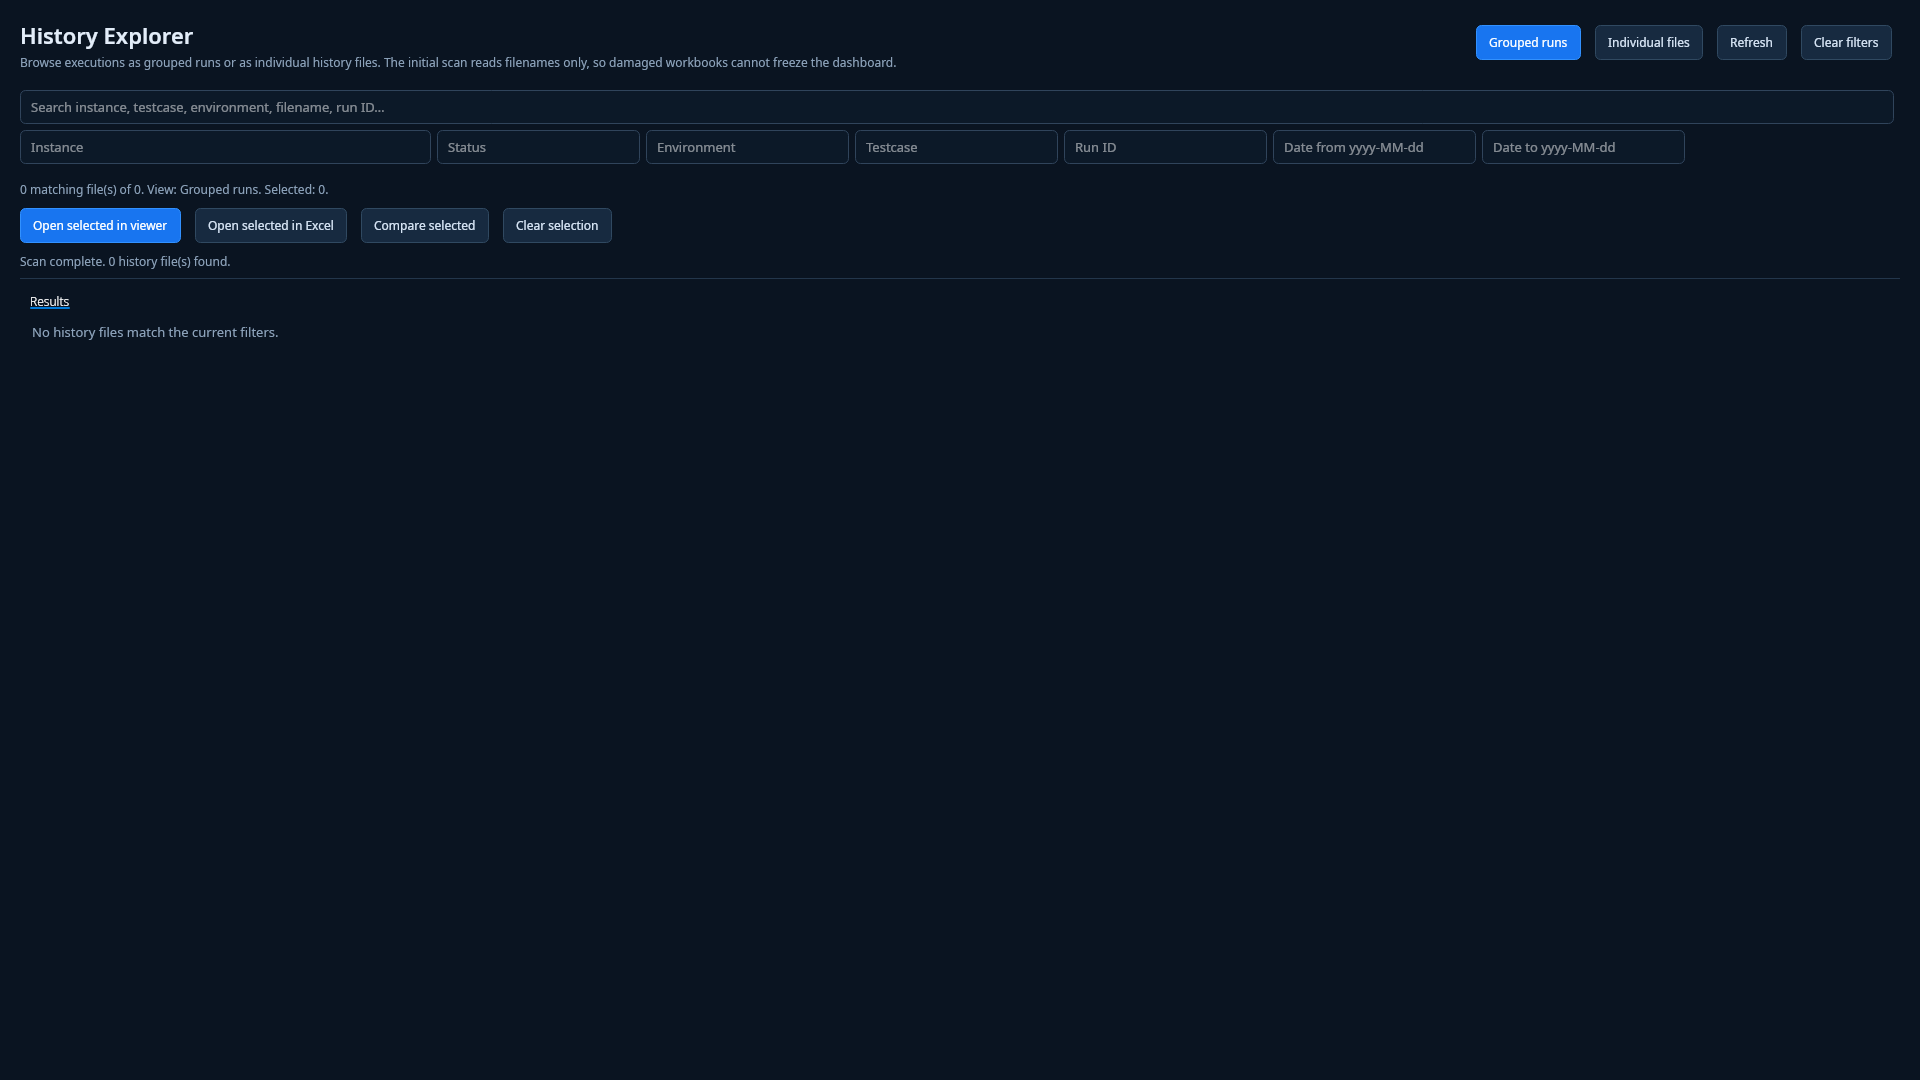 History Explorer
Browse executions as grouped runs or as individual history files. The initial scan reads filenames only, so damaged workbooks cannot freeze the dashboard.
Grouped runs
Individual files
Refresh
Clear filters
Search instance, testcase, environment, filename, run ID...
Instance
Status
Environment
Testcase
Run ID
Date from yyyy-MM-dd
Date to yyyy-MM-dd
0 matching file(s) of 0. View: Grouped runs. Selected: 0.
Open selected in viewer
Open selected in Excel
Compare selected
Clear selection
Scan complete. 0 history file(s) found.
Results
No history files match the current filters.